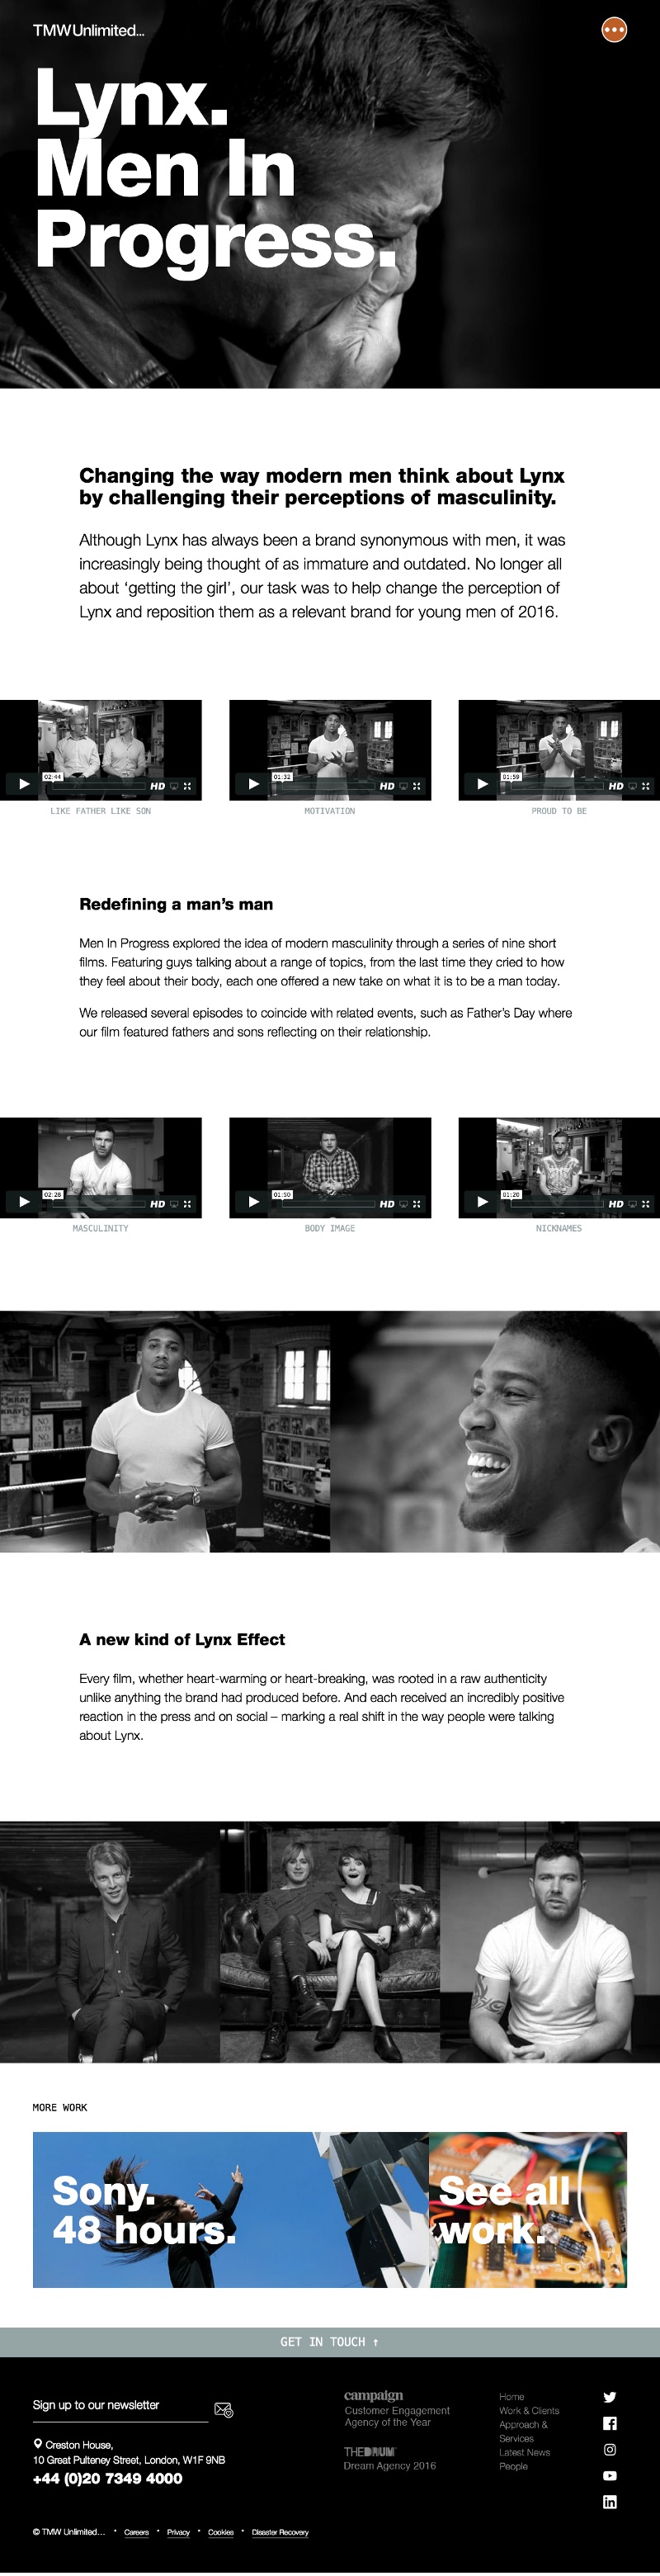 TMW Unlimited...
Lynx.
Men In
Progress.
Changing the way modern men think about Lynx
by challenging their perceptions of masculinity.
Although Lynx has always been a brand synonymous with men, it was
increasingly being thought of as immature and outdated. No longer all
about ‘getting the girl’, our task was to help change the perception of
Lynx and reposition them as a relevant brand for young men of 2016.
02:44 HD
01:32 HD
01:59 HD
LIKE FATHER LIKE SON
MOTIVATION
PROUD TO BE
Redefining a man’s man
Men In Progress explored the idea of modern masculinity through a series of nine short
films. Featuring guys talking about a range of topics, from the last time they cried to how
they feel about their body, each one offered a new take on what it is to be a man today.
We released several episodes to coincide with related events, such as Father’s Day where
our film featured fathers and sons reflecting on their relationship.
02:28 HD
01:50 HD
01:20 HD
MASCULINITY
BODY IMAGE
NICKNAMES
A new kind of Lynx Effect
Every film, whether heart-warming or heart-breaking, was rooted in a raw authenticity
unlike anything the brand had produced before. And each received an incredibly positive
reaction in the press and on social – marking a real shift in the way people were talking
about Lynx.
MORE WORK
Sony.
48 hours.
See all
work.
GET IN TOUCH ↑
Sign up to our newsletter
Creston House,
10 Great Pulteney Street, London, W1F 9NB
+44 (0)20 7349 4000
campaign
Customer Engagement
Agency of the Year
THE DRUM
Dream Agency 2016
Home
Work & Clients
Approach &
Services
Latest News
People
© TMW Unlimited... • Careers • Privacy • Cookies • Disaster Recovery